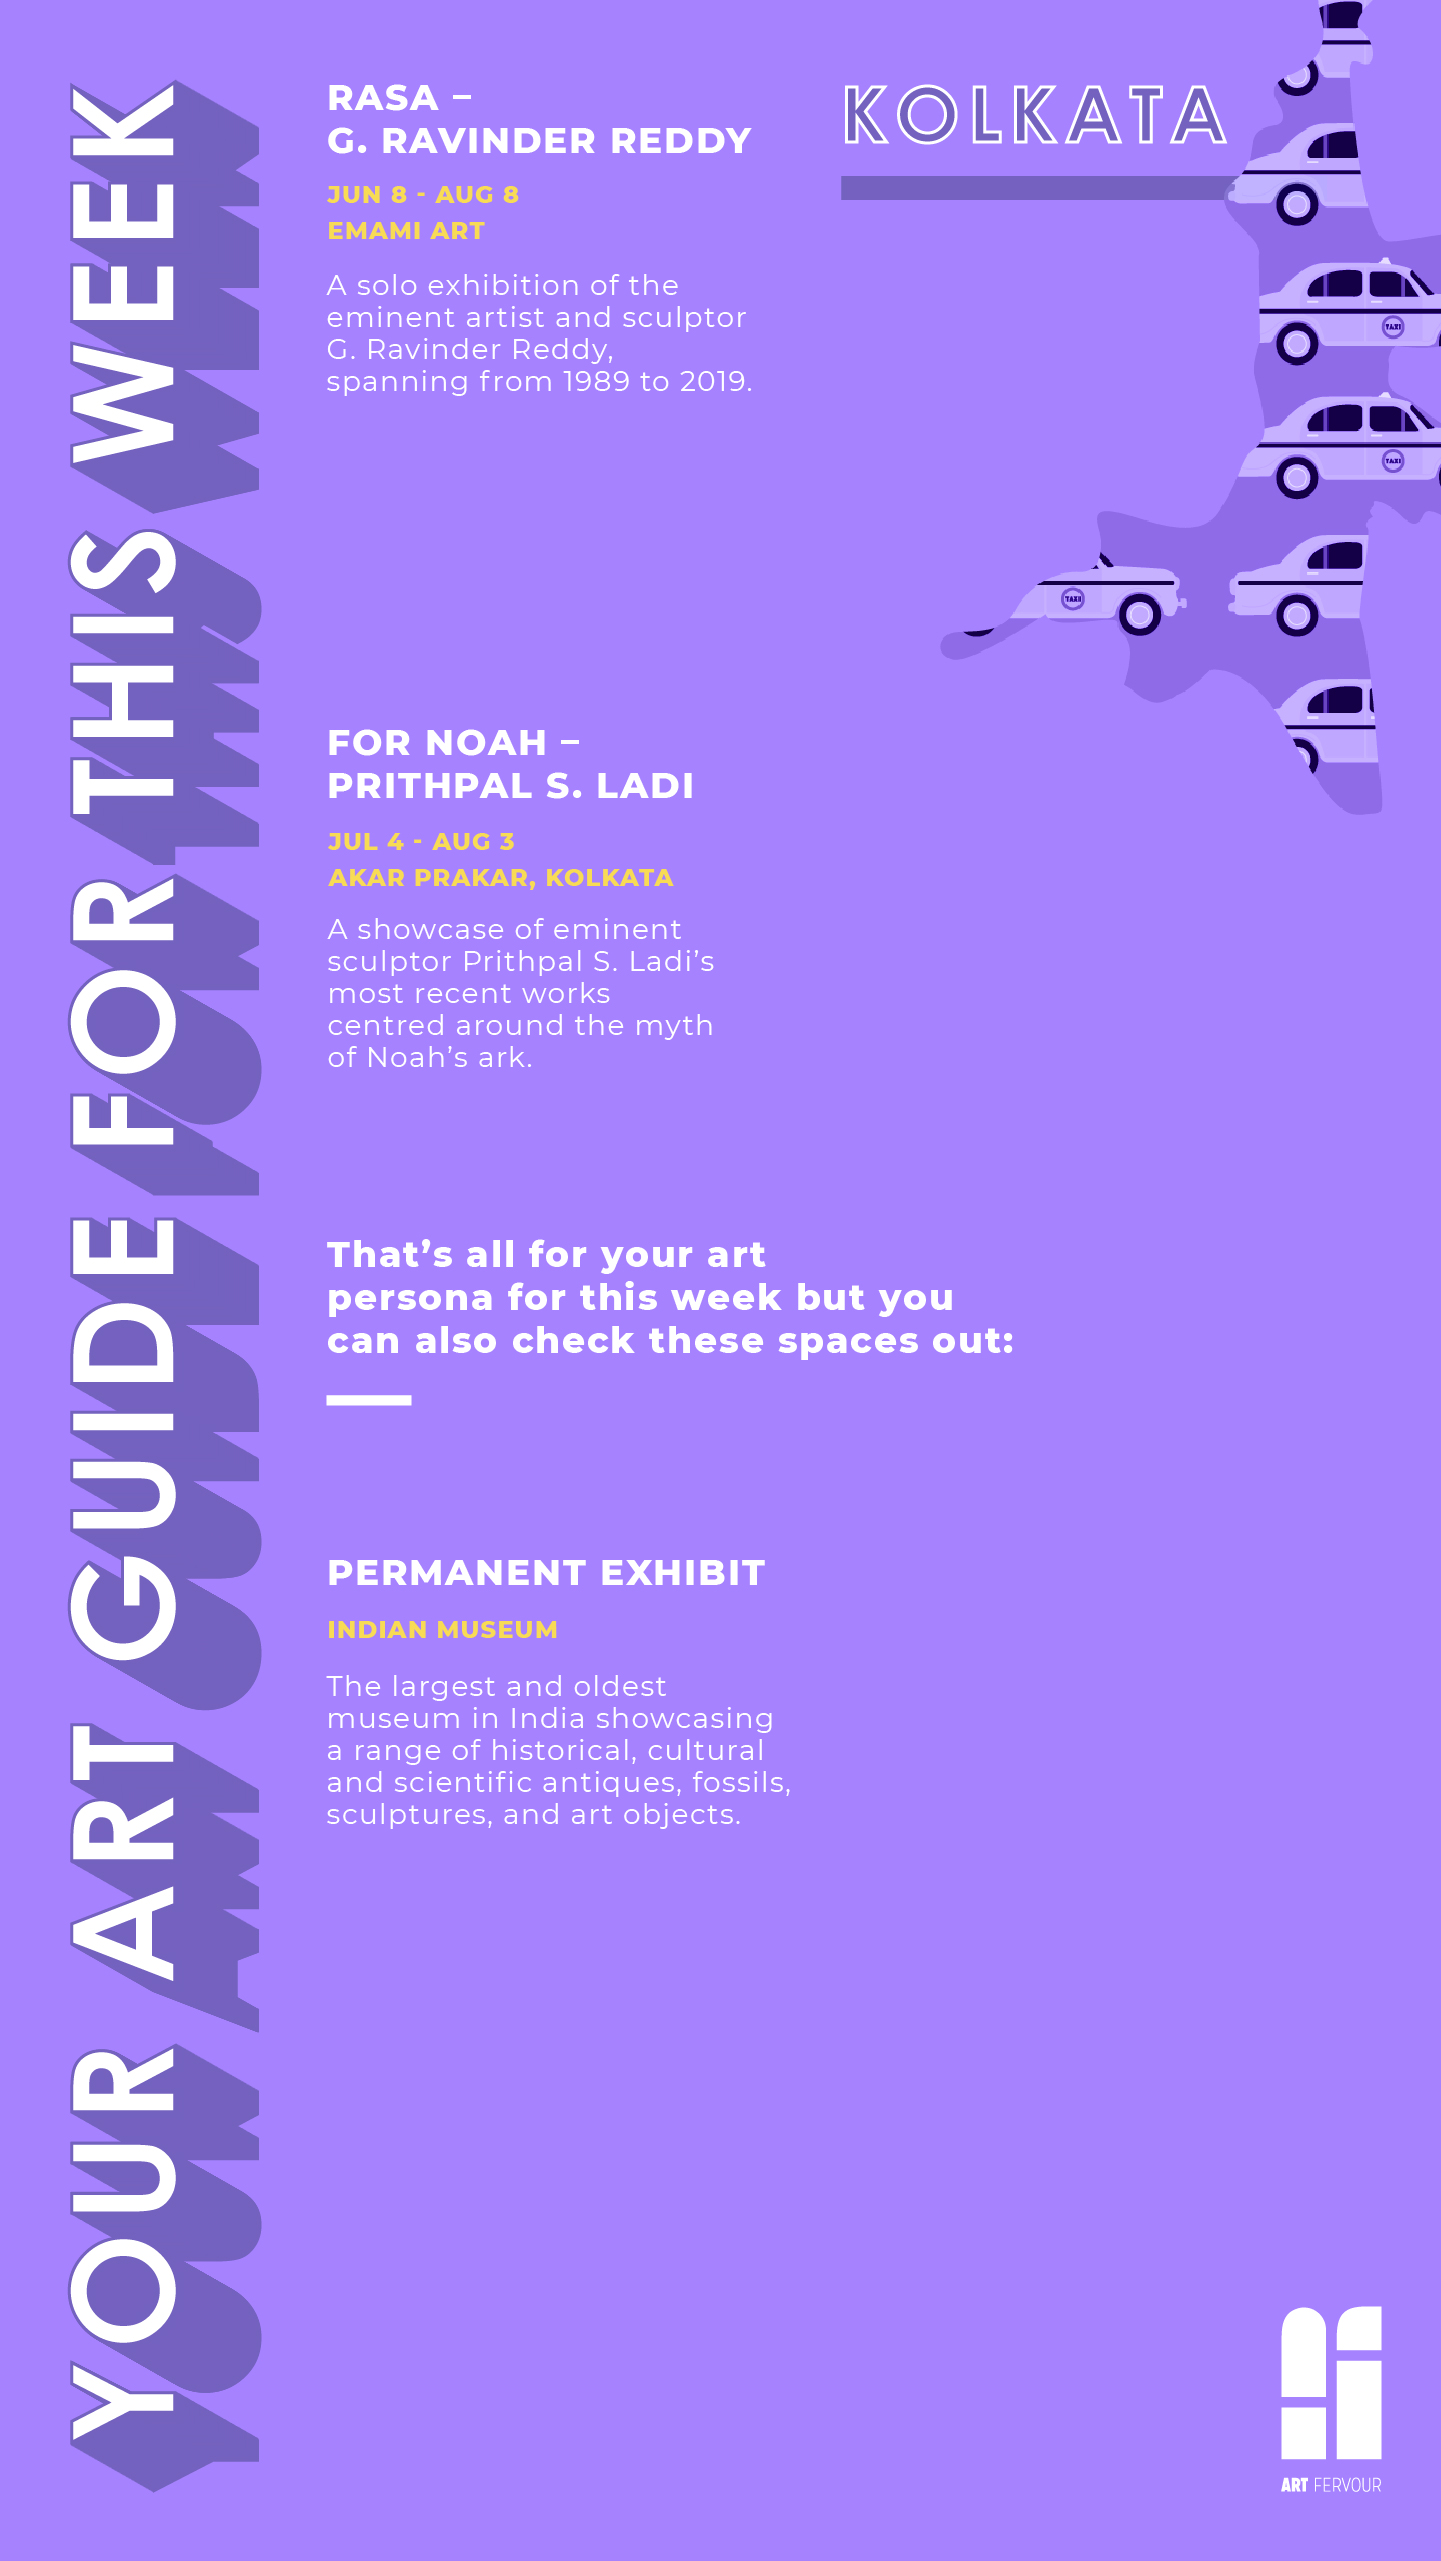 YOUR ART GUIDE FOR THIS WEEK
KOLKATA
RASA –
G. RAVINDER REDDY
JUN 8 - AUG 8
EMAMI ART
A solo exhibition of the
eminent artist and sculptor
G. Ravinder Reddy,
spanning from 1989 to 2019.
FOR NOAH –
PRITHPAL S. LADI
JUL 4 - AUG 3
AKAR PRAKAR, KOLKATA
A showcase of eminent
sculptor Prithpal S. Ladi’s
most recent works
centred around the myth
of Noah’s ark.
That’s all for your art
persona for this week but you
can also check these spaces out:
PERMANENT EXHIBIT
INDIAN MUSEUM
The largest and oldest
museum in India showcasing
a range of historical, cultural
and scientific antiques, fossils,
sculptures, and art objects.
TAXI
TAXI
TAXI
ART FERVOUR